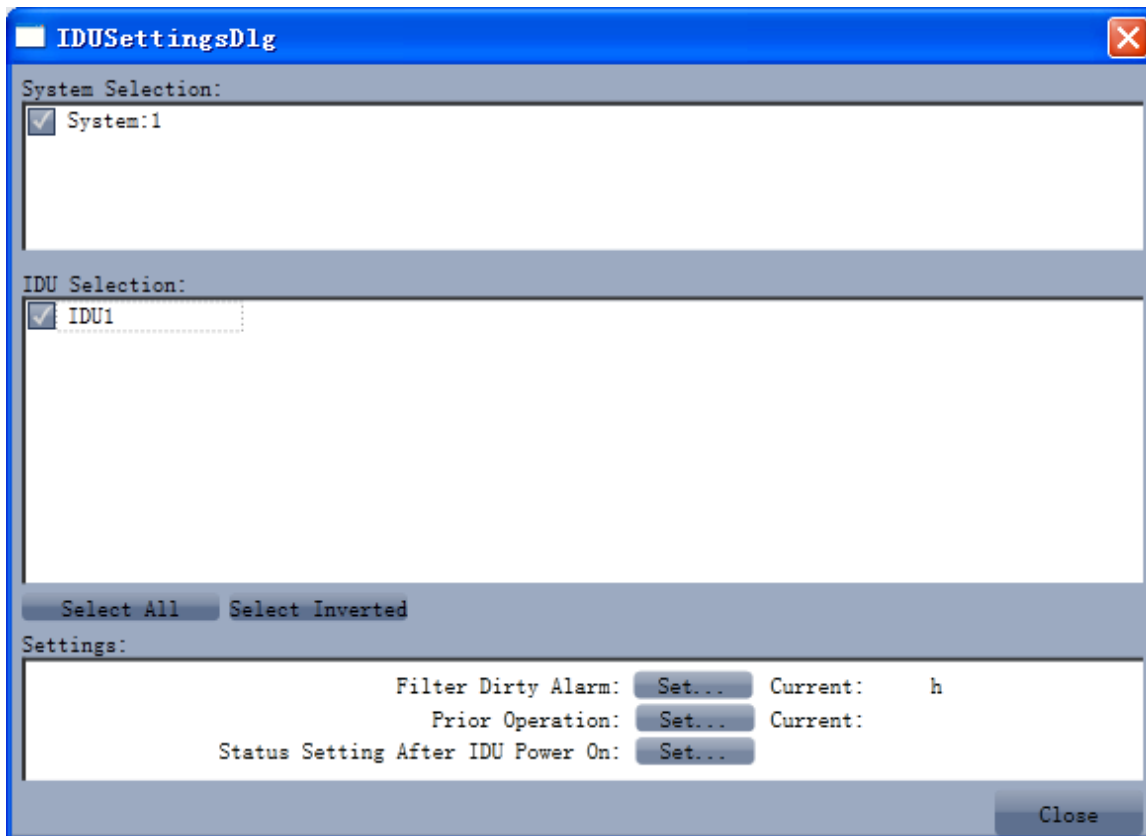 IDUSettingsDlg
System Selection:
System:1
IDU Selection:
IDU1
Select All Select Inverted
Settings:
Filter Dirty Alarm: Set... Current: h
Prior Operation: Set... Current:
Status Setting After IDU Power On: Set...
Close